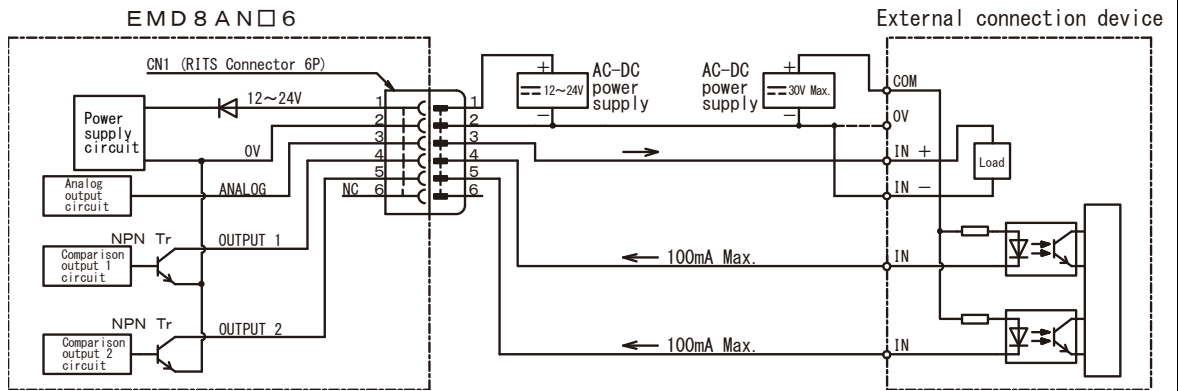 EMD8AN□6
External connection device
CN1 (RITS Connector 6P)
12～24V
Power
supply
circuit
0V
Analog
output
circuit
ANALOG
NC
1
2
3
4
5
6
1
2
3
4
5
6
+
12～24V
−
AC-DC
power
supply
AC-DC
power
supply
+
30V Max.
−
COM
0V
IN +
Load
IN −
NPN Tr
OUTPUT 1
Comparison
output 1
circuit
100mA Max.
IN
NPN Tr
OUTPUT 2
Comparison
output 2
circuit
100mA Max.
IN